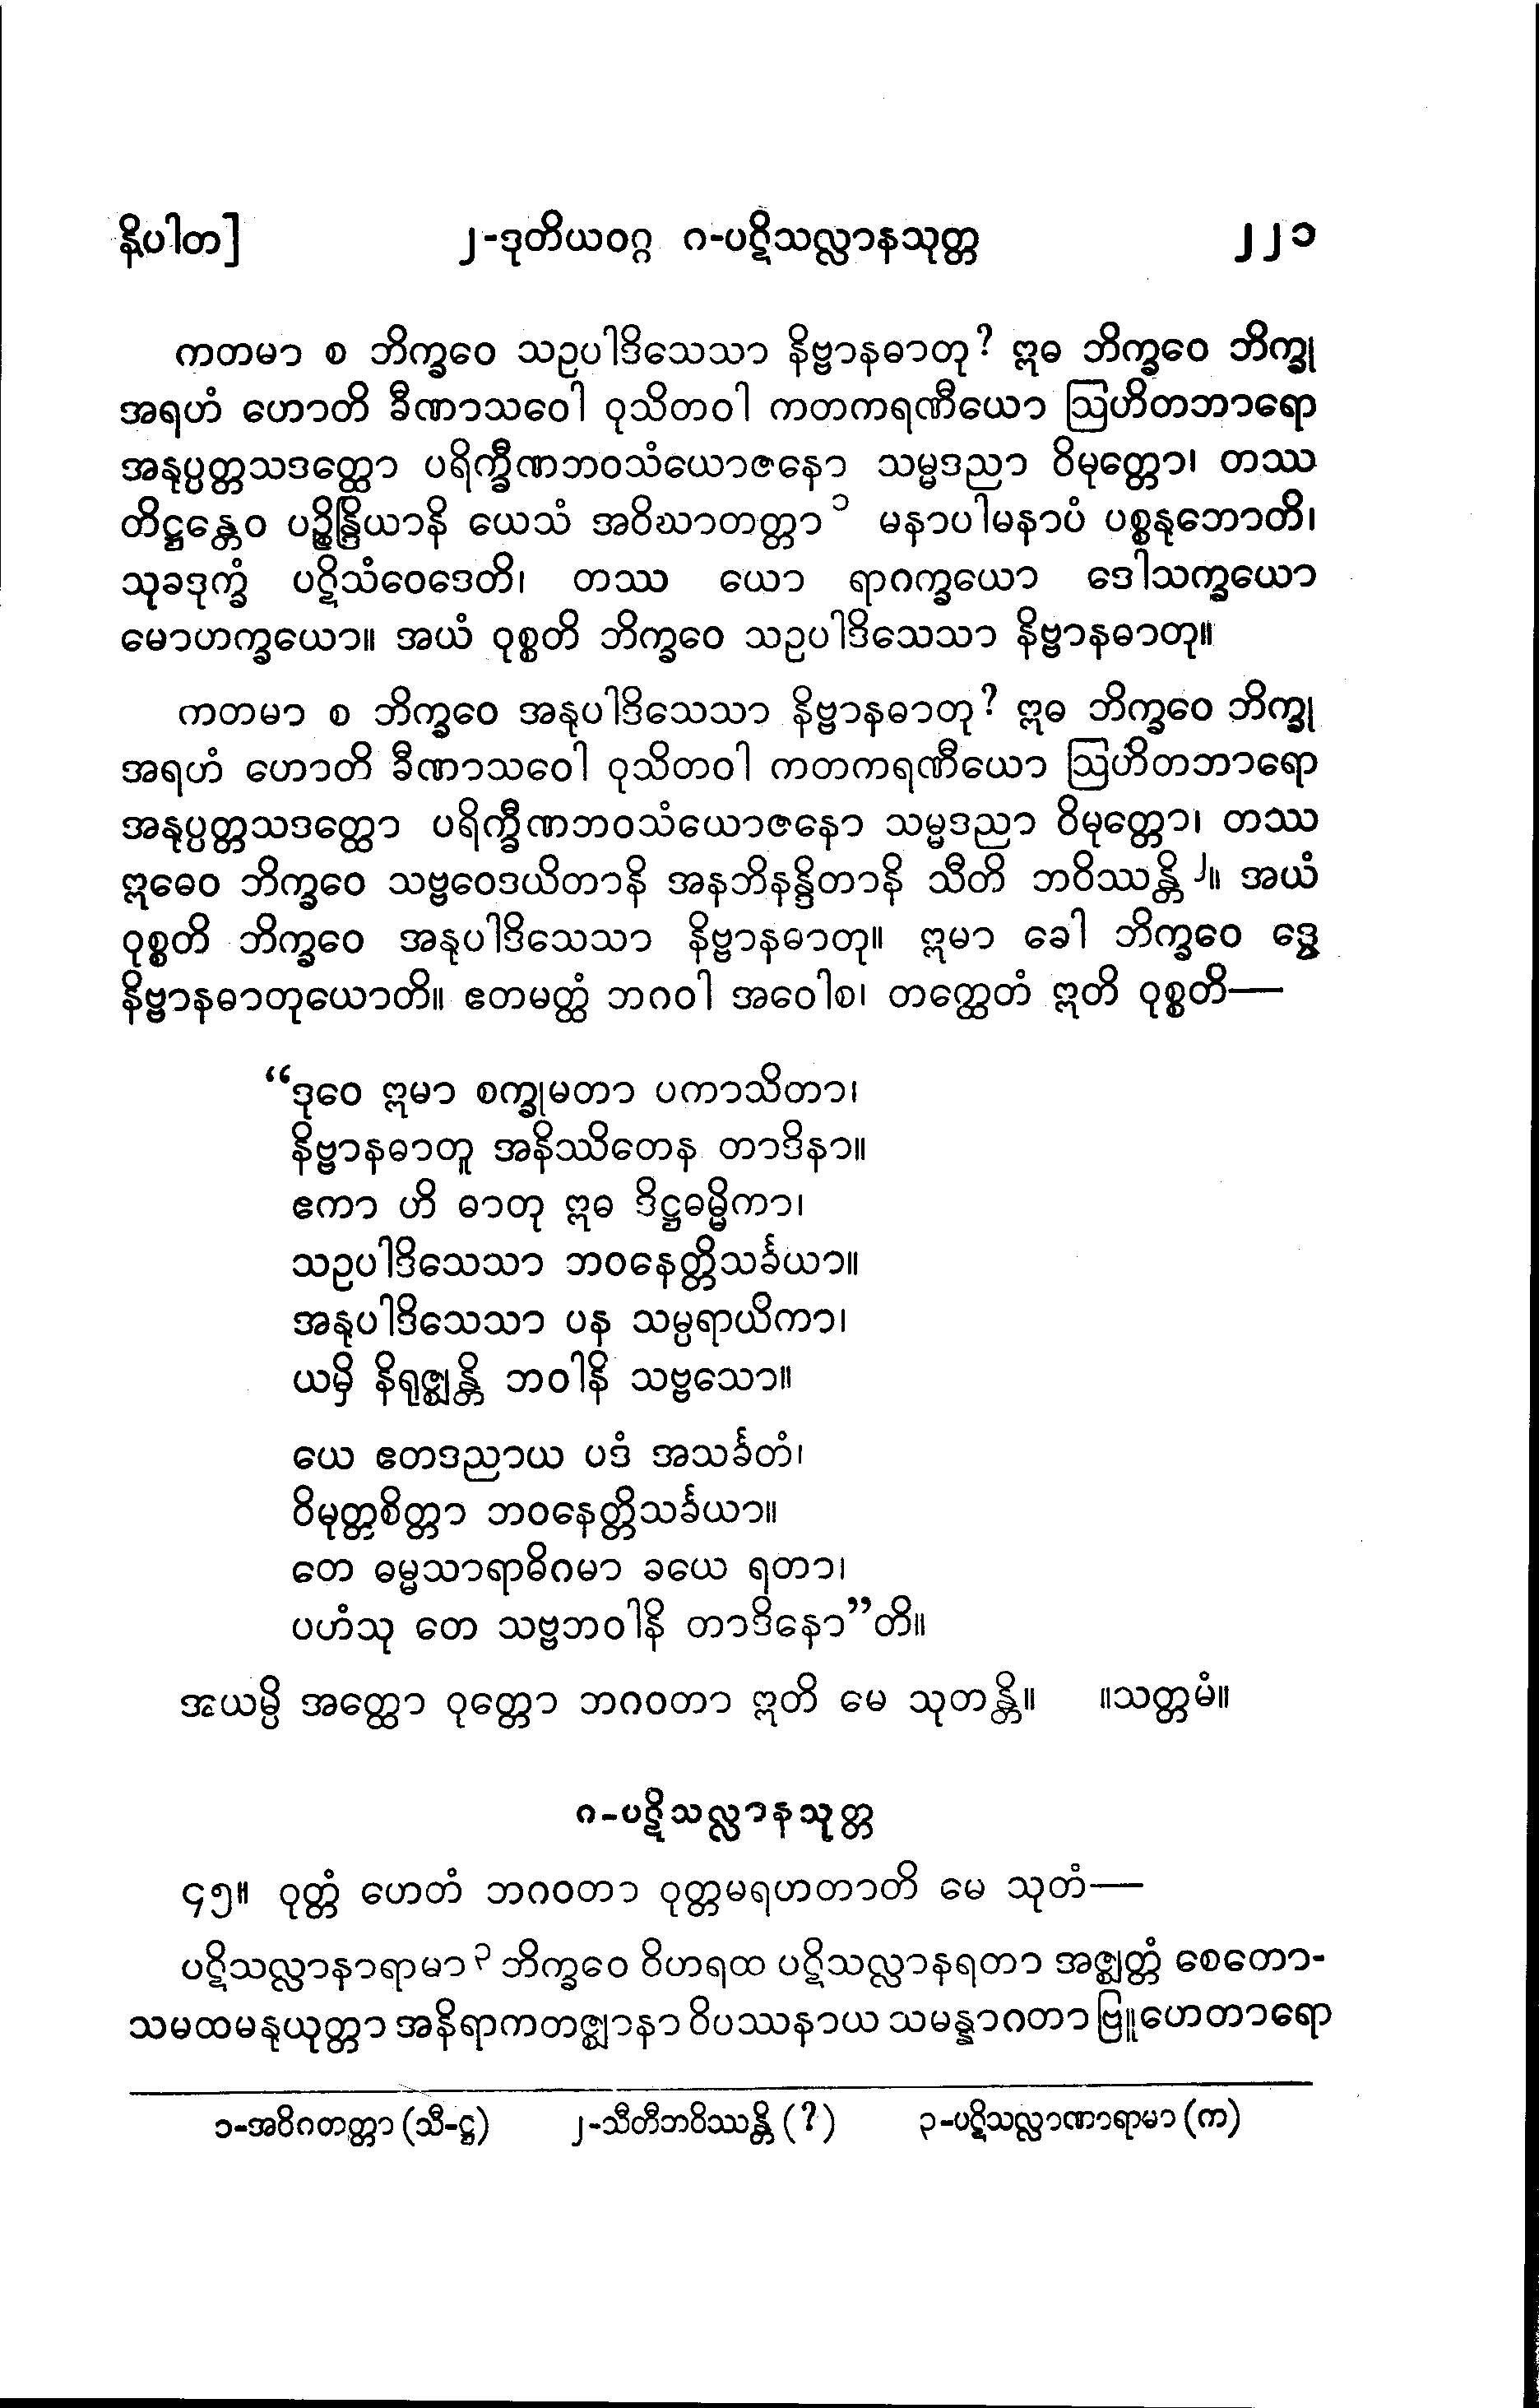 နိပါတ] ၂-ဒုတိယဝဂ္ဂ ဂ-ပဋိသလ္လာနသုတ္တ ၂၂၁
ကတမာ စ ဘိက္ခဝေ သဥပါဒိသေသာ နိဗ္ဗာနဓာတု? ဣဓ ဘိက္ခဝေ ဘိက္ခု
အရဟံ ဟောတိ ခီဏာသဝေါ ဝုသိတဝါ ကတကရဏီယော ဩဟိတဘာရော
အနုပ္ပတ္တသဒတ္ထော ပရိက္ခီဏဘဝသံယောဇနော သမ္မဒညာ ဝိမုတ္တော၊ တဿ
တိဋ္ဌန္တေဝ ပဉ္စိန္ဒြိယာနိ ယေသံ အဝိဃာတတ္တာ ၁ မနာပါမနာပံ ပစ္စနုဘောတိ၊
သုခဒုက္ခံ ပဋိသံဝေဒေတိ၊ တဿ ယော ရာဂက္ခယော ဒေါသက္ခယော
မောဟက္ခယော။ အယံ ဝုစ္စတိ ဘိက္ခဝေ သဥပါဒိသေသာ နိဗ္ဗာနဓာတု။
ကတမာ စ ဘိက္ခဝေ အနုပါဒိသေသာ နိဗ္ဗာနဓာတု? ဣဓ ဘိက္ခဝေ ဘိက္ခု
အရဟံ ဟောတိ ခီဏာသဝေါ ဝုသိတဝါ ကတကရဏီယော ဩဟိတဘာရော
အနုပ္ပတ္တသဒတ္ထော ပရိက္ခီဏဘဝသံယောဇနော သမ္မဒညာ ဝိမုတ္တော၊ တဿ
ဣဓေဝ ဘိက္ခဝေ သဗ္ဗဝေဒယိတာနိ အနဘိနန္ဒိတာနိ သီတိ ဘဝိဿန္တိ ၂။ အယံ
ဝုစ္စတိ ဘိက္ခဝေ အနုပါဒိသေသာ နိဗ္ဗာနဓာတု။ ဣမာ ခေါ ဘိက္ခဝေ ဒွေ
နိဗ္ဗာနဓာတုယောတိ။ ဧတမတ္ထံ ဘဂဝါ အဝေါစ၊ တတ္ထေတံ ဣတိ ဝုစ္စတိ—
“ဒုဝေ ဣမာ စက္ခုမတာ ပကာသိတာ၊
နိဗ္ဗာနဓာတူ အနိဿိတေန တာဒိနာ။
ဧကာ ဟိ ဓာတု ဣဓ ဒိဋ္ဌဓမ္မိကာ၊
သဥပါဒိသေသာ ဘဝနေတ္တိသင်္ခယာ။
အနုပါဒိသေသာ ပန သမ္ပရာယိကာ၊
ယမှိ နိရုဇ္ဈန္တိ ဘဝါနိ သဗ္ဗသော။
ယေ ဧတဒညာယ ပဒံ အသင်္ခတံ၊
ဝိမုတ္တစိတ္တာ ဘဝနေတ္တိသင်္ခယာ။
တေ ဓမ္မသာရာဓိဂမာ ခယေ ရတာ၊
ပဟံသု တေ သဗ္ဗဘဝါနိ တာဒိနော”တိ။
အယမ္ပိ အတ္ထော ဝုတ္တော ဘဂဝတာ ဣတိ မေ သုတန္တိ။ ။သတ္တမံ။
ဂ-ပဋိသလ္လာနသုတ္တ
၄၅။ ဝုတ္တံ ဟေတံ ဘဂဝတာ ဝုတ္တမရဟတာတိ မေ သုတံ—
ပဋိသလ္လာနာရာမာ ၃ ဘိက္ခဝေ ဝိဟရထ ပဋိသလ္လာနရတာ အဇ္ဈတ္တံ စေတော-
သမထမနုယုတ္တာ အနိရာကတဇ္ဈာနာ ဝိပဿနာယ သမန္နာဂတာ ဗြူဟေတာရော
၁-အဝိဂတတ္တာ (သီ-ဋ္ဌ) ၂-သီတီဘဝိဿန္တိ (?) ၃-ပဋိသလ္လာဏာရာမာ (က)